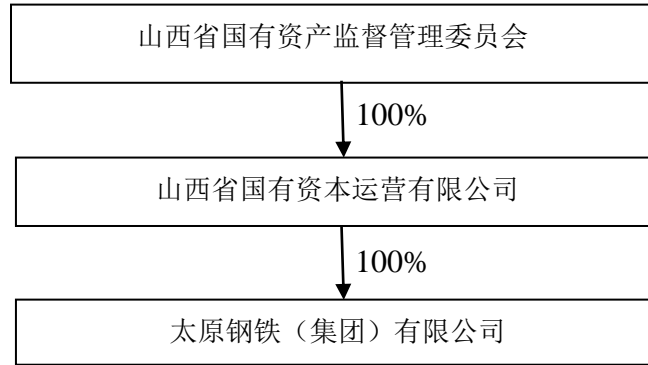 山西省国有资产监督管理委员会
100%
山西省国有资本运营有限公司
100%
太原钢铁（集团）有限公司